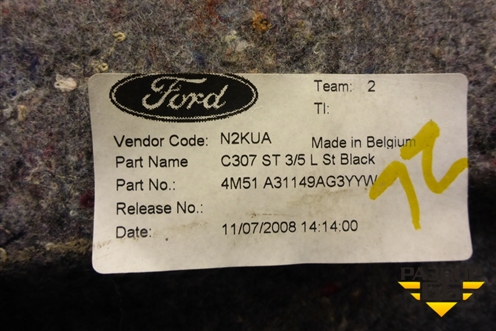 Ford
Team: 2
TI:
Vendor Code: N2KUA Made in Belgium
Part Name C307 ST 3/5 L St Black
Part No.: 4M51 A31149AG3YYW
Release No.:
Date: 11/07/2008 14:14:00
26